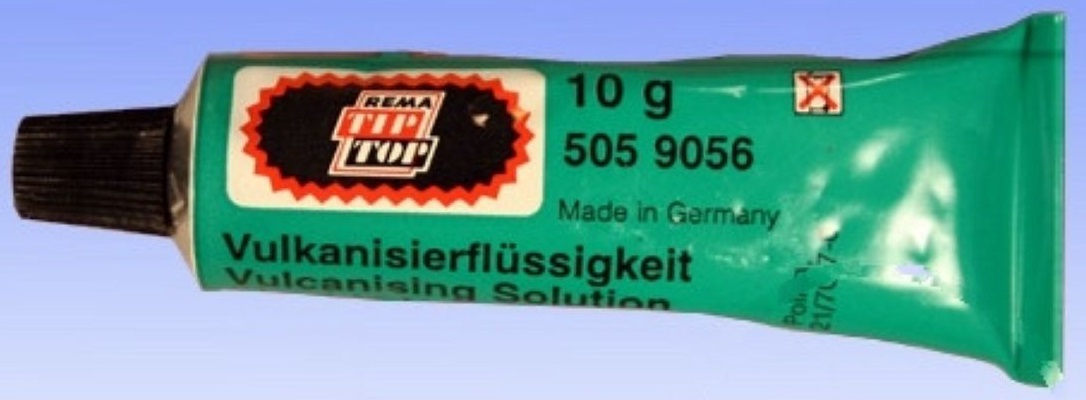 REMA
TIP
TOP
10 g
505 9056
Made in Germany
Vulkanisierflüssigkeit
Vulcanising Solution